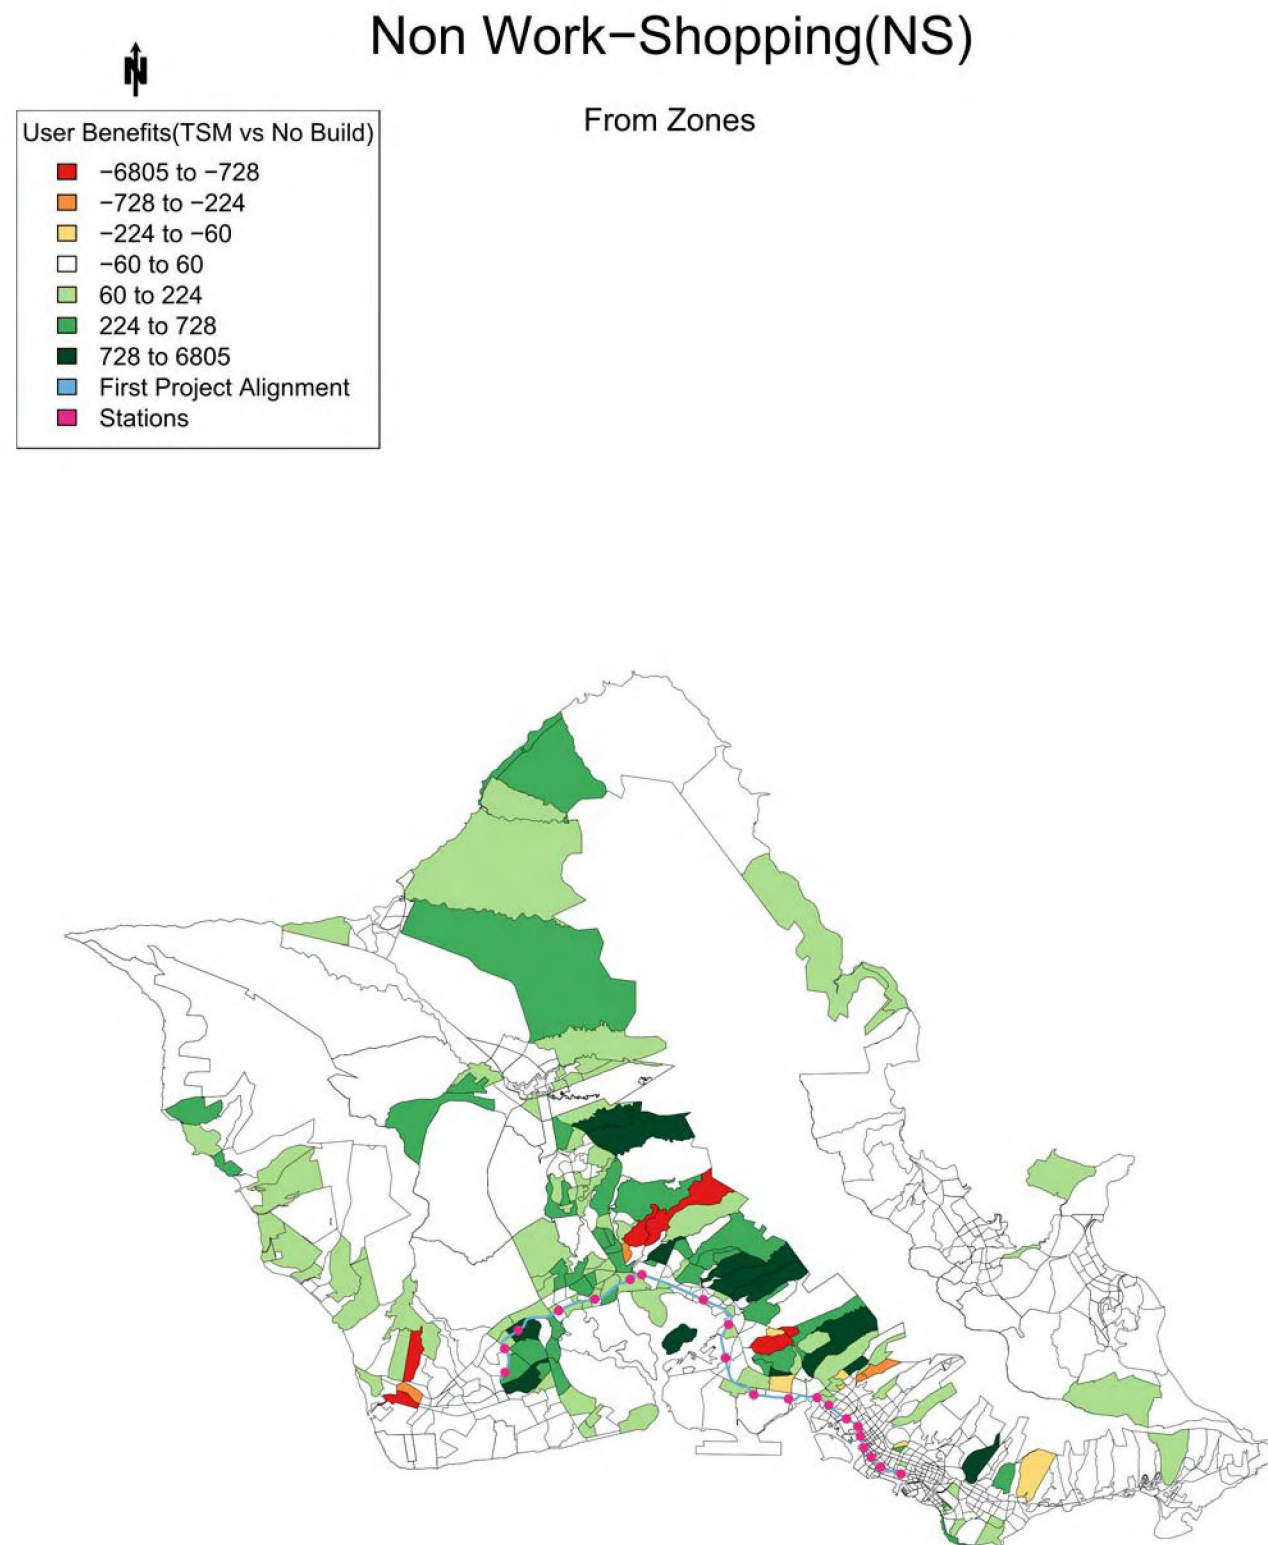 Non Work−Shopping(NS)
N
From Zones
User Benefits(TSM vs No Build)
−6805 to −728
−728 to −224
−224 to −60
−60 to 60
60 to 224
224 to 728
728 to 6805
First Project Alignment
Stations